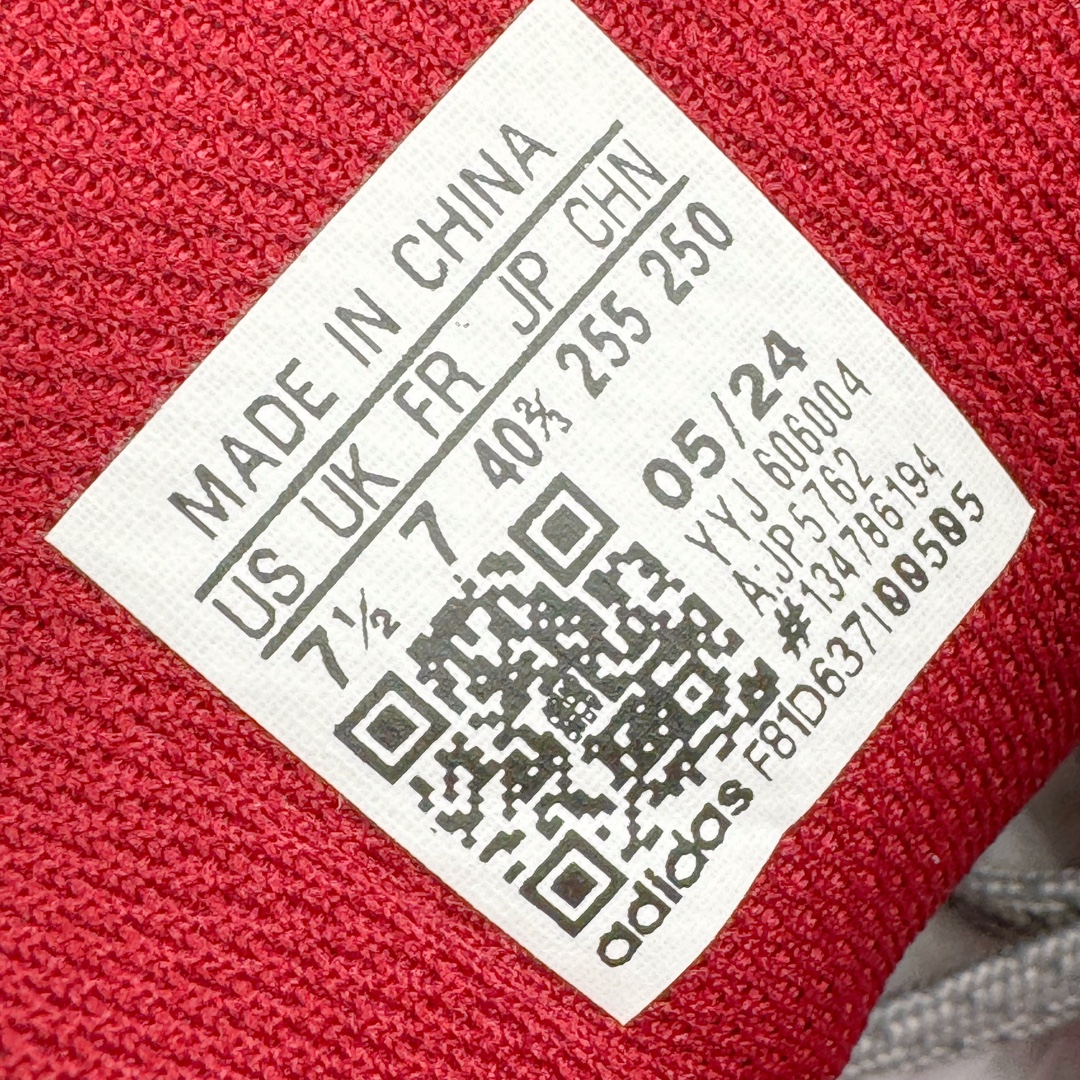 MADE IN CHINA
US UK FR JP CHN
7½ 7 40⅔ 255 250
05/24
YYJ 606004
A:JP5762
#134786194
adidas F81D637100505